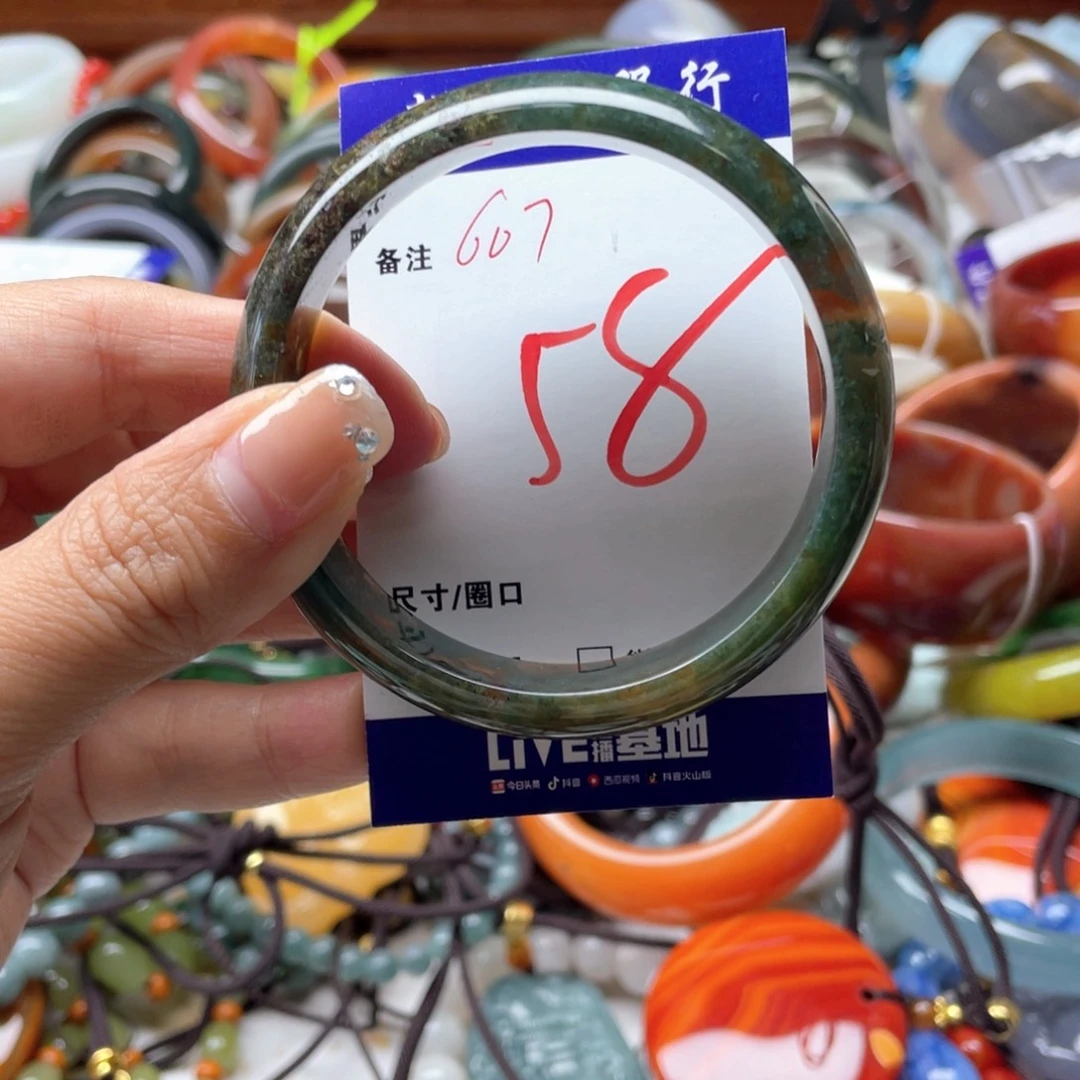 行
备注 607
58
尺寸/圈口
LIVE播基地
今日头条 抖音 西瓜视频 抖音火山版